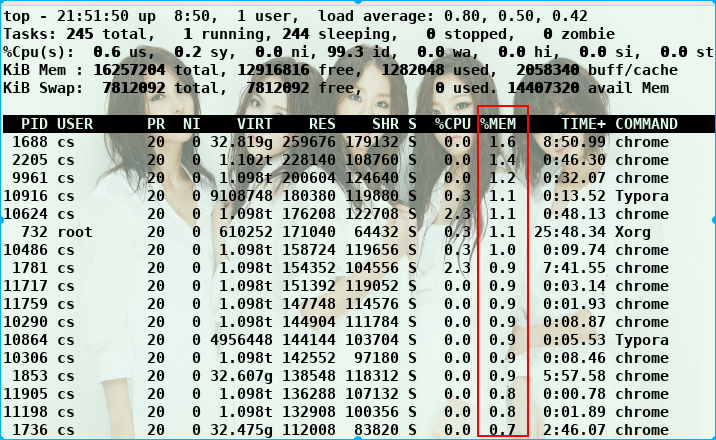 top - 21:51:50 up  8:50,  1 user,  load average: 0.80, 0.50, 0.42
Tasks: 245 total,   1 running, 244 sleeping,   0 stopped,   0 zombie
%Cpu(s):  0.6 us,  0.2 sy,  0.0 ni, 99.3 id,  0.0 wa,  0.0 hi,  0.0 si,  0.0 st
KiB Mem : 16257204 total, 12916816 free,  1282048 used,  2058340 buff/cache
KiB Swap:  7812092 total,  7812092 free,        0 used. 14407320 avail Mem
PID USER      PR  NI    VIRT    RES    SHR S  %CPU %MEM     TIME+ COMMAND
1688 cs        20   0 32.819g 259676 179132 S   0.0  1.6   8:50.99 chrome
2205 cs        20   0  1.102t 228140 108760 S   0.0  1.4   0:46.30 chrome
9961 cs        20   0  1.098t 200604 124640 S   0.0  1.2   0:32.07 chrome
10916 cs        20   0 9108748 180380 119880 S   0.3  1.1   0:13.52 Typora
10624 cs        20   0  1.098t 176208 122708 S   2.3  1.1   0:48.13 chrome
732 root      20   0  610252 171040  64432 S   0.3  1.1  25:48.34 Xorg
10486 cs        20   0  1.098t 158724 119656 S   0.3  1.0   0:09.74 chrome
1781 cs        20   0  1.098t 154352 104556 S   2.3  0.9   7:41.55 chrome
11717 cs        20   0  1.098t 151392 119052 S   0.0  0.9   0:03.14 chrome
11759 cs        20   0  1.098t 147748 114576 S   0.0  0.9   0:01.93 chrome
10290 cs        20   0  1.098t 144904 111784 S   0.0  0.9   0:08.87 chrome
10864 cs        20   0 4956448 144144 103704 S   0.0  0.9   0:05.53 Typora
10306 cs        20   0  1.098t 142552  97180 S   0.0  0.9   0:08.46 chrome
1853 cs        20   0 32.607g 138548 118312 S   0.0  0.9   5:57.58 chrome
11905 cs        20   0  1.098t 136288 107132 S   0.0  0.8   0:00.78 chrome
11198 cs        20   0  1.098t 132908 100356 S   0.0  0.8   0:01.89 chrome
1736 cs        20   0 32.475g 112008  83820 S   0.0  0.7   2:46.07 chrome